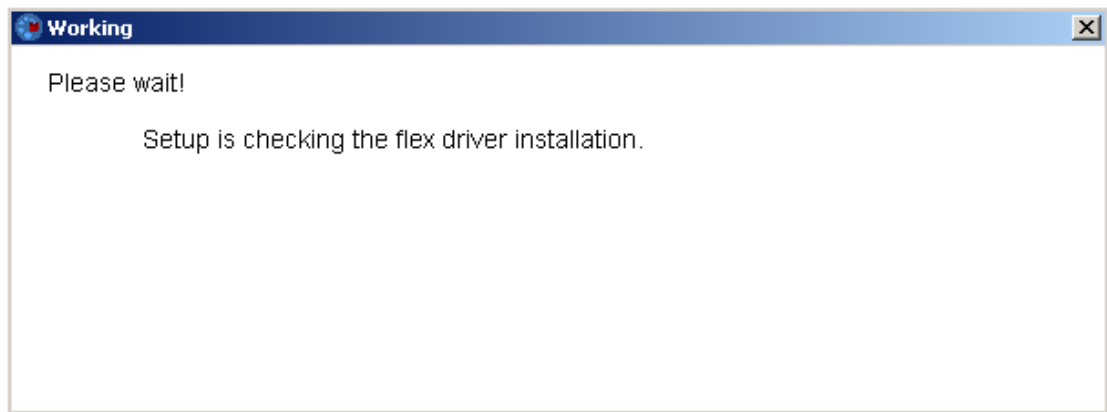 Working
Please wait!
Setup is checking the flex driver installation.